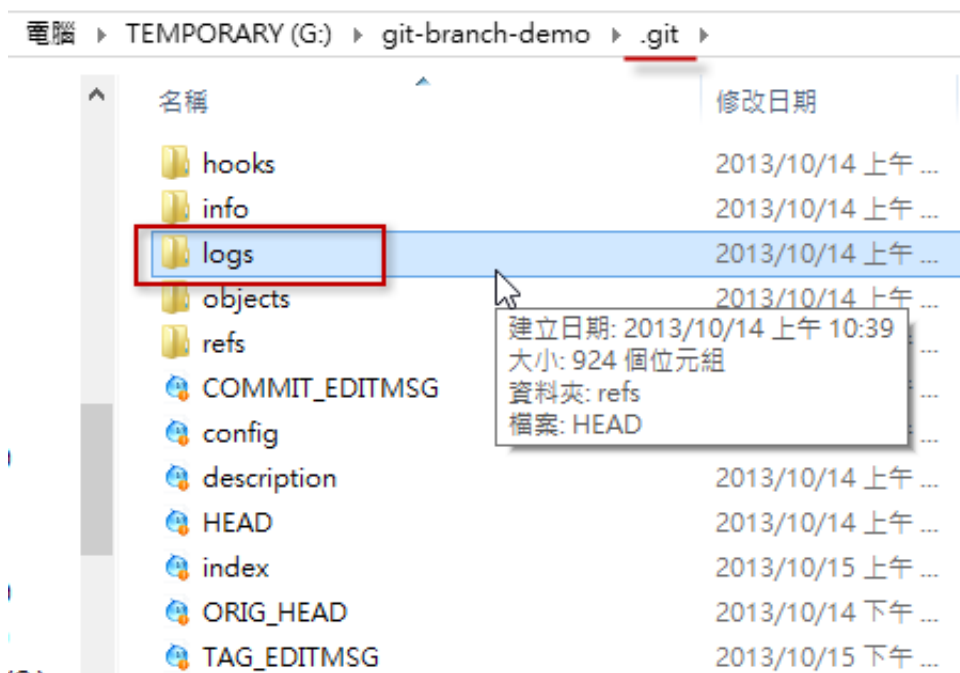 電腦 ▸ TEMPORARY (G:) ▸ git-branch-demo ▸ .git ▸
名稱 修改日期
hooks 2013/10/14 上午 ...
info 2013/10/14 上午 ...
logs 2013/10/14 上午 ...
objects 2013/10/14 上午 ...
建立日期: 2013/10/14 上午 10:39
refs ...
大小: 924 個位元組
COMMIT_EDITMSG ...
資料夾: refs
config ...
檔案: HEAD
description 2013/10/14 上午 ...
HEAD 2013/10/14 上午 ...
index 2013/10/15 上午 ...
ORIG_HEAD 2013/10/14 下午 ...
TAG_EDITMSG 2013/10/15 下午 ...